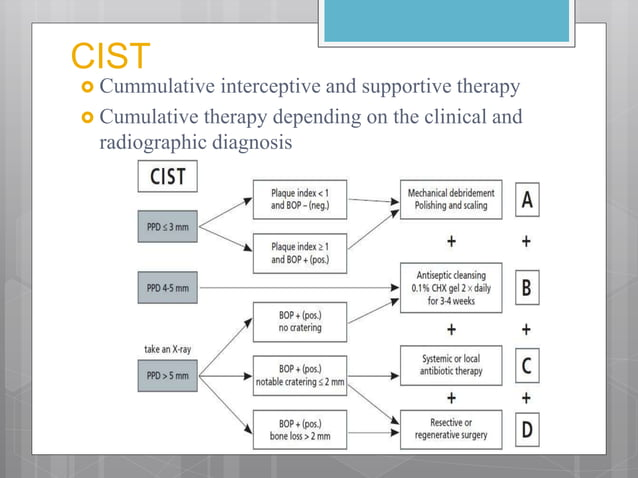 CIST
Cummulative interceptive and supportive therapy
Cumulative therapy depending on the clinical and
radiographic diagnosis
CIST
Plaque index < 1
and BOP – (neg.)
Mechanical debridement
Polishing and scaling
A
PPD ≤ 3 mm
Plaque index ≥ 1
and BOP + (pos.)
+ +
PPD 4-5 mm
Antiseptic cleansing
0.1% CHX gel 2 × daily
for 3-4 weeks
B
BOP + (pos.)
no cratering
+ +
take an X-ray
PPD > 5 mm
BOP + (pos.)
notable cratering ≤ 2 mm
Systemic or local
antibiotic therapy
C
+ +
BOP + (pos.)
bone loss > 2 mm
Resective or
regenerative surgery
D